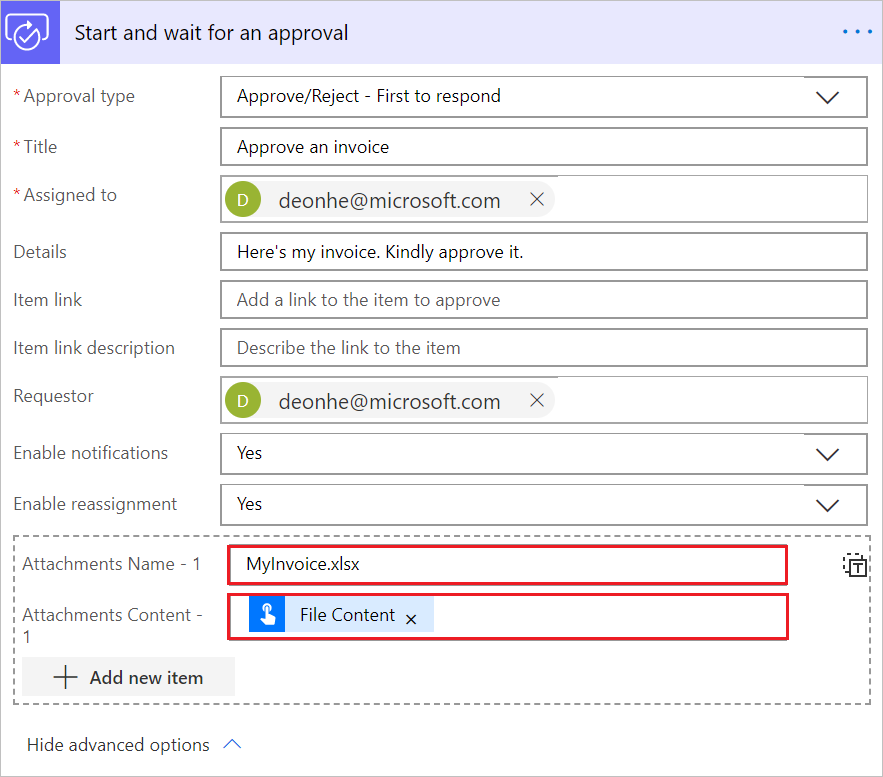 Start and wait for an approval
* Approval type
Approve/Reject - First to respond
* Title
Approve an invoice
* Assigned to
D deonhe@microsoft.com
Details
Here's my invoice. Kindly approve it.
Item link
Add a link to the item to approve
Item link description
Describe the link to the item
Requestor
D deonhe@microsoft.com
Enable notifications
Yes
Enable reassignment
Yes
Attachments Name - 1
MyInvoice.xlsx
Attachments Content -
1
File Content
Add new item
Hide advanced options